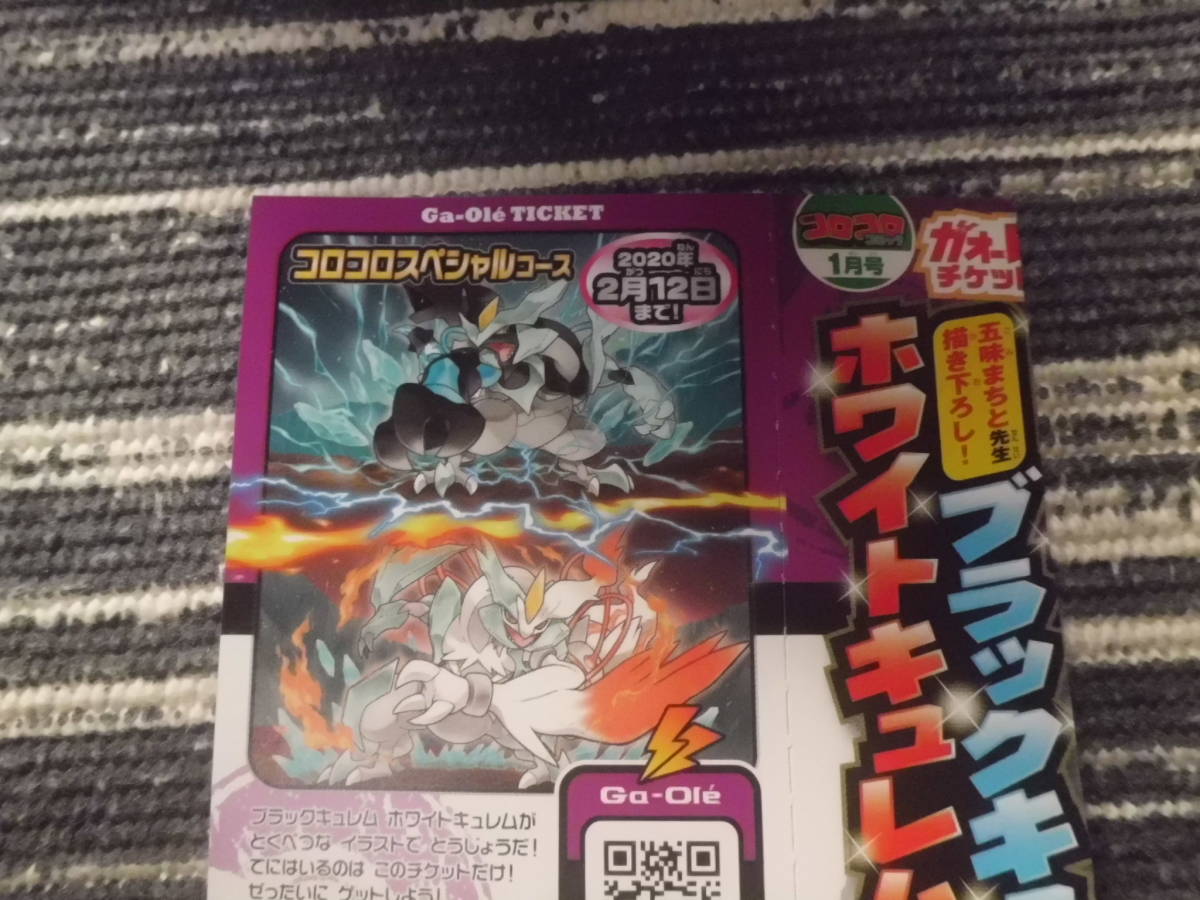 Ga-Olé TICKET
コロコロスペシャルコース
2020年
2月12日
まで!
コロコロ
1月号
ガオーレ
チケット
五味まちと先生
描き下ろし!
ブラックキ
ホワイトキュレム
Ga-Olé
ブラックキュレム ホワイトキュレムが
とくべつな イラストで とうじょうだ!
てにはいるのは このチケットだけ!
ぜったいに ゲットしよう!